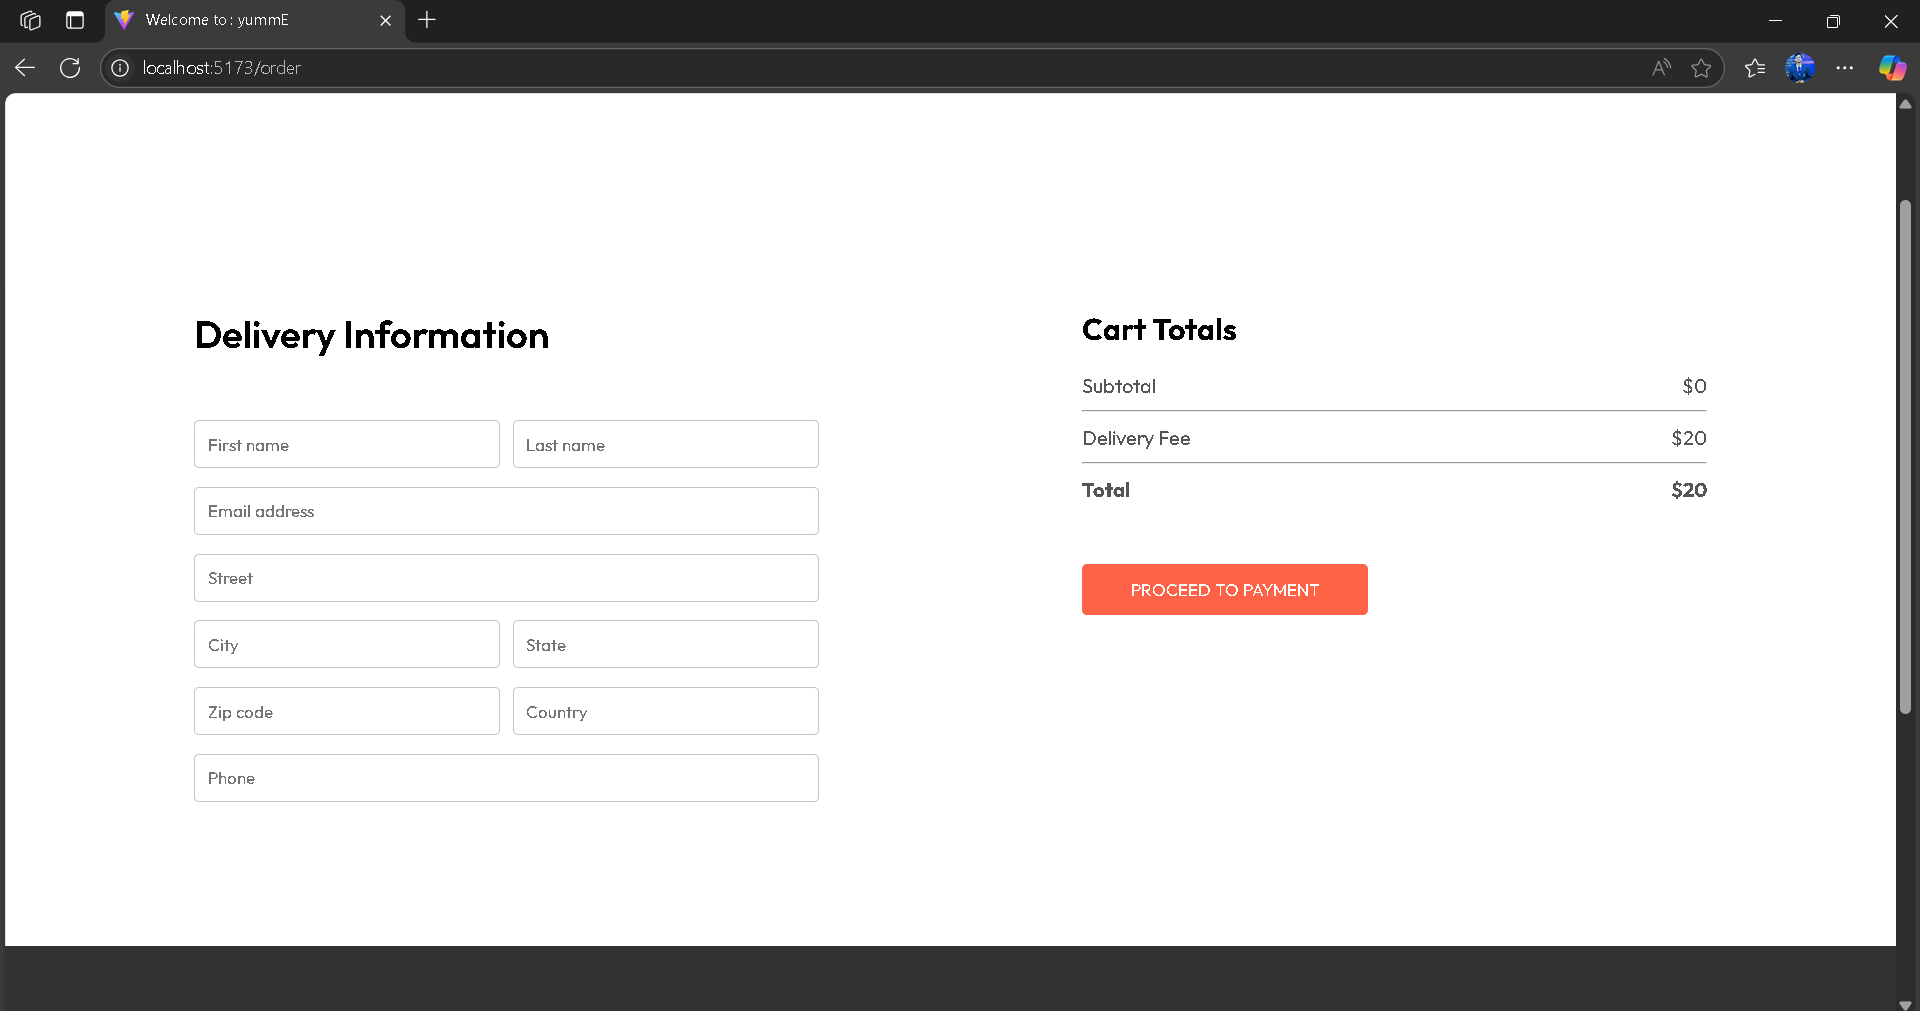 Welcome to : yummE
localhost:5173/order
Delivery Information
First name
Last name
Email address
Street
City
State
Zip code
Country
Phone
Cart Totals
Subtotal $0
Delivery Fee $20
Total $20
PROCEED TO PAYMENT